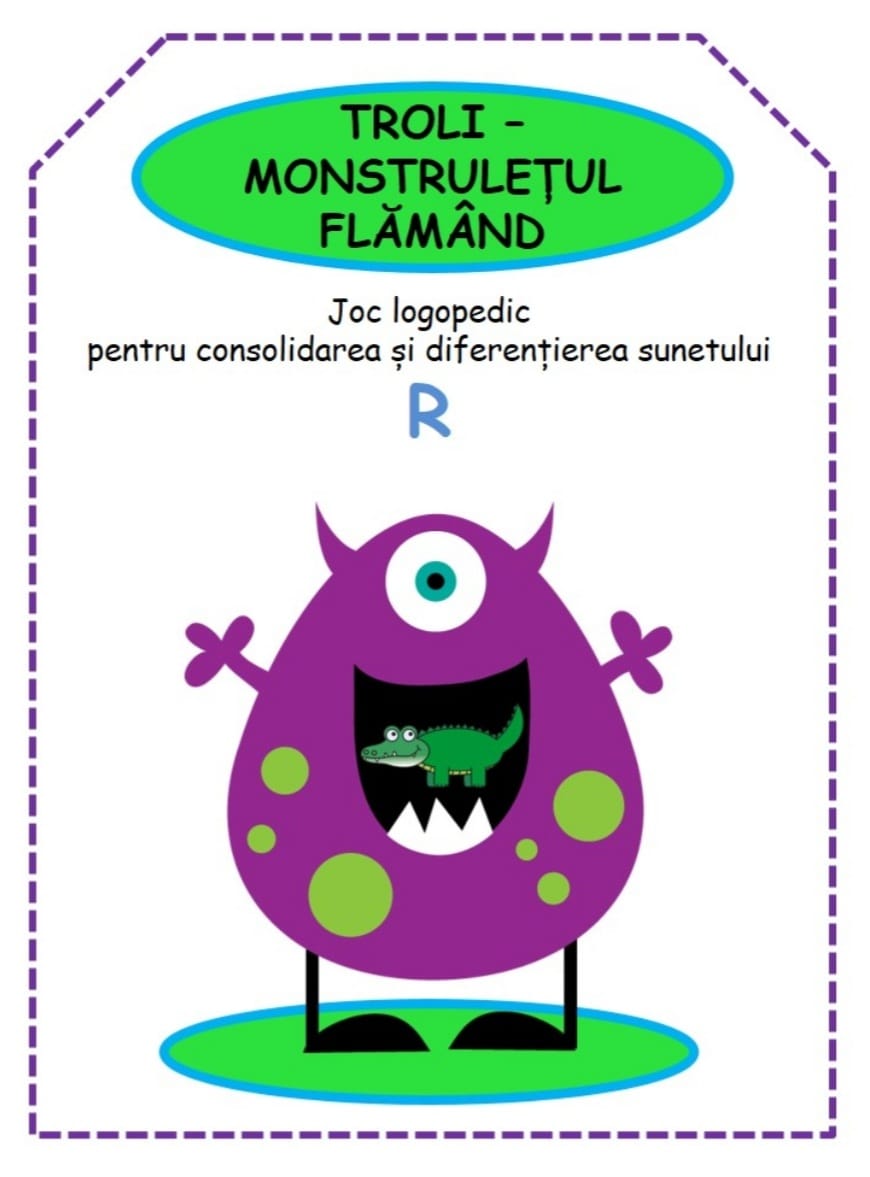 TROLI –
MONSTRULEȚUL
FLĂMÂND
Joc logopedic
pentru consolidarea și diferențierea sunetului
R